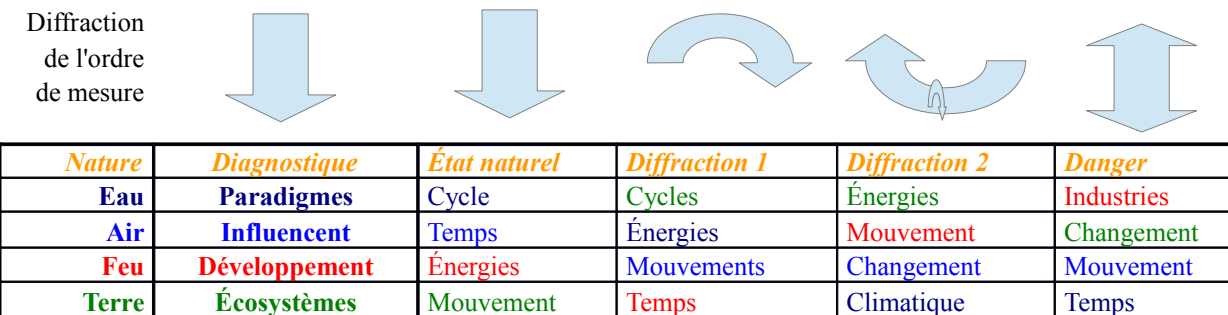 Diffraction
de l'ordre
de mesure
Nature Diagnostique État naturel Diffraction 1 Diffraction 2 Danger
Eau Paradigmes Cycle Cycles Énergies Industries
Air Influencent Temps Énergies Mouvement Changement
Feu Développement Énergies Mouvements Changement Mouvement
Terre Écosystèmes Mouvement Temps Climatique Temps